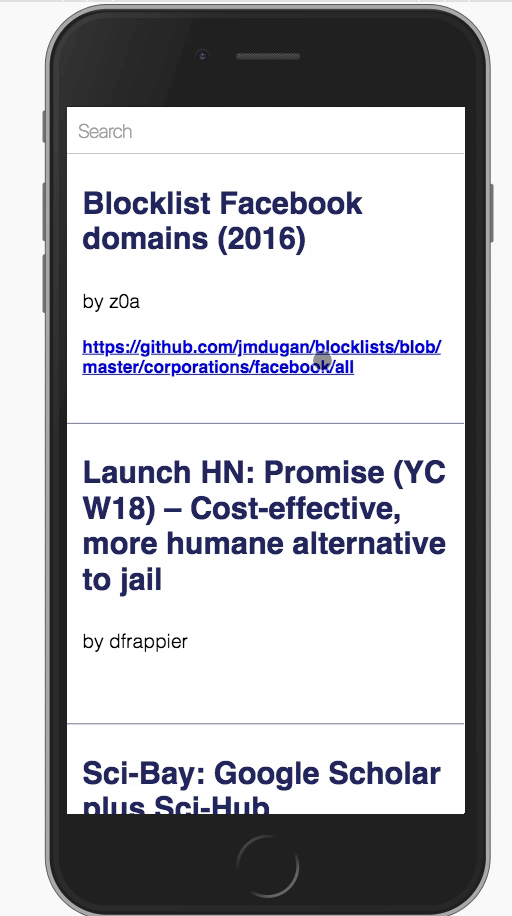 Search
Blocklist Facebook
domains (2016)
by z0a
https://github.com/jmdugan/blocklists/blob/
master/corporations/facebook/all
Launch HN: Promise (YC
W18) – Cost-effective,
more humane alternative
to jail
by dfrappier
Sci-Bay: Google Scholar
plus Sci-Hub